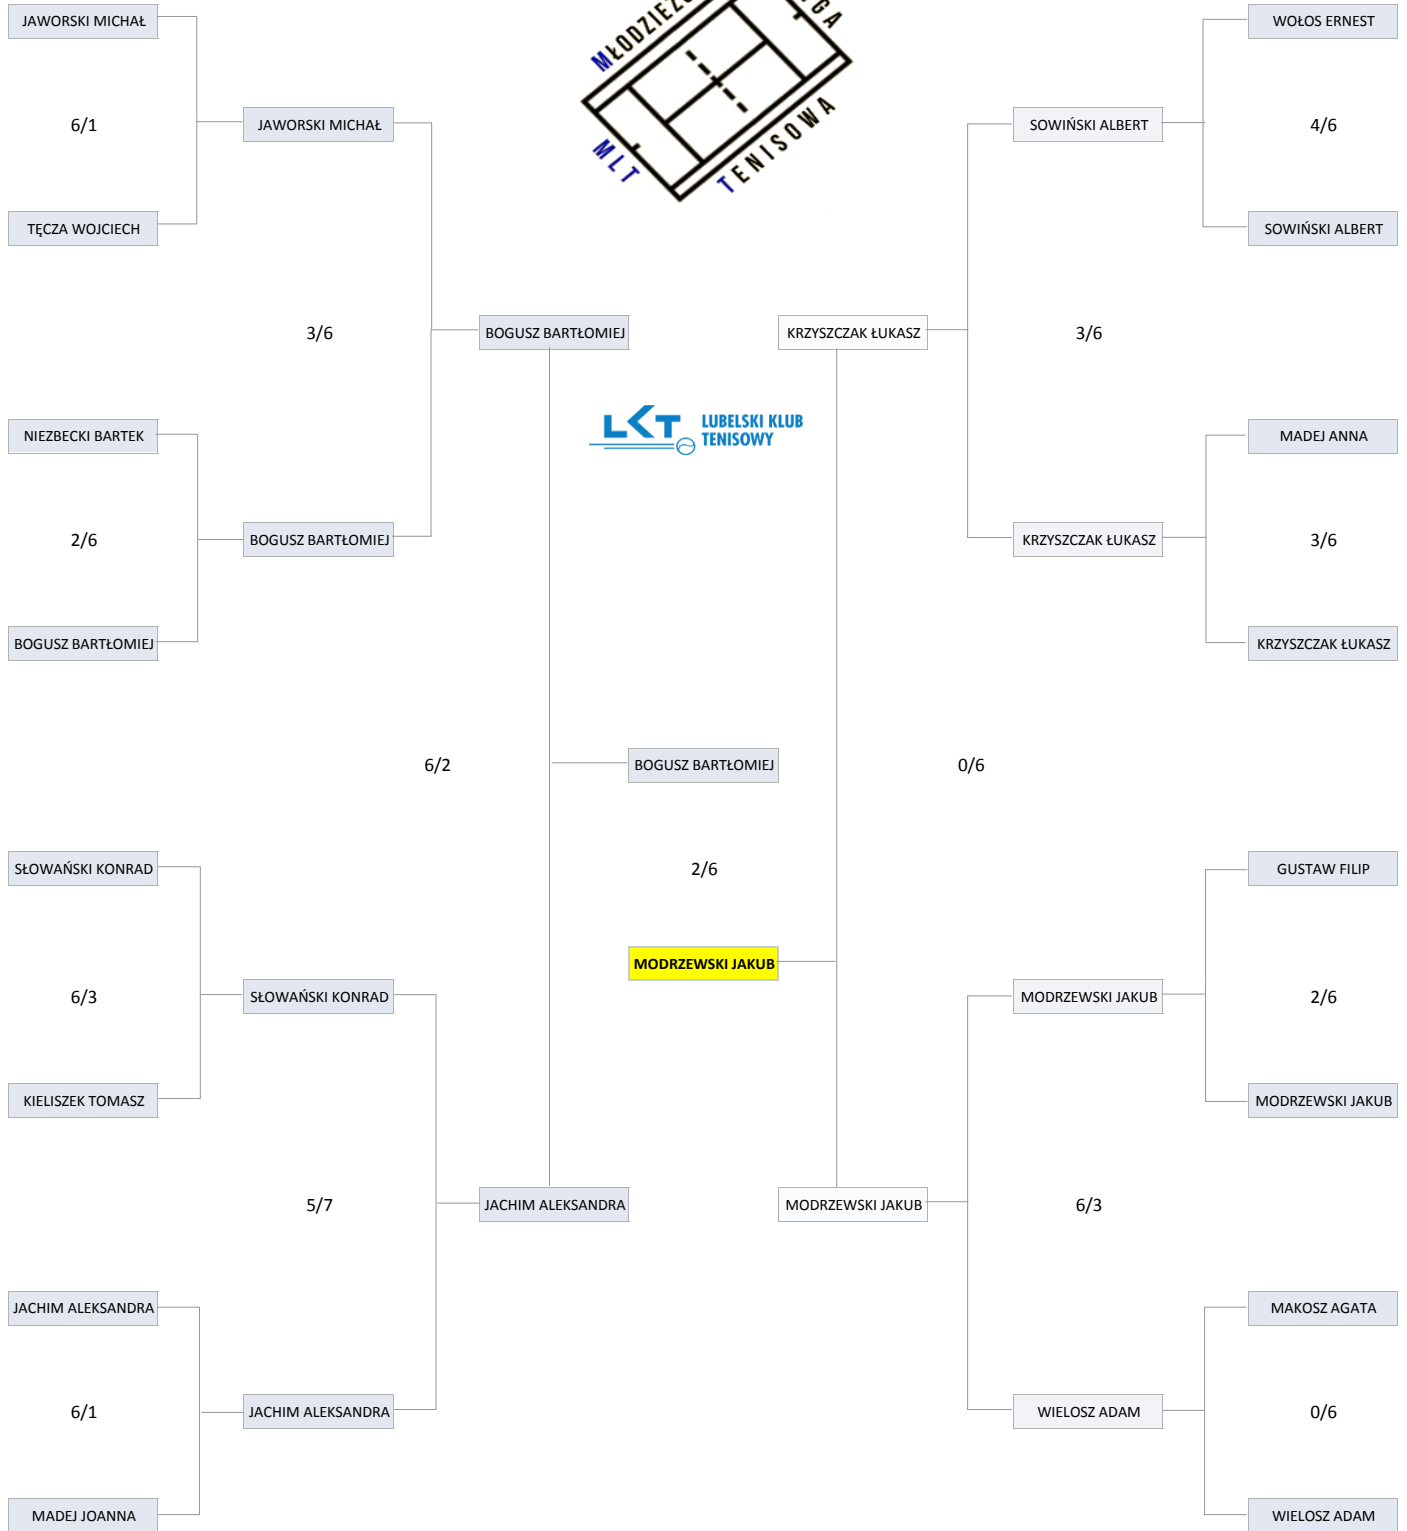 JAWORSKI MICHAŁ
WOŁOS ERNEST
TENISOWA
MLT
6/1
JAWORSKI MICHAŁ
SOWIŃSKI ALBERT
4/6
TĘCZA WOJCIECH
SOWIŃSKI ALBERT
3/6
BOGUSZ BARTŁOMIEJ
KRZYSZCZAK ŁUKASZ
3/6
LKT LUBELSKI KLUB
TENISOWY
NIEZBECKI BARTEK
MADEJ ANNA
2/6
BOGUSZ BARTŁOMIEJ
KRZYSZCZAK ŁUKASZ
3/6
BOGUSZ BARTŁOMIEJ
KRZYSZCZAK ŁUKASZ
6/2
BOGUSZ BARTŁOMIEJ
0/6
SŁOWAŃSKI KONRAD
2/6
GUSTAW FILIP
MODRZEWSKI JAKUB
6/3
SŁOWAŃSKI KONRAD
MODRZEWSKI JAKUB
2/6
KIELISZEK TOMASZ
MODRZEWSKI JAKUB
5/7
JACHIM ALEKSANDRA
MODRZEWSKI JAKUB
6/3
JACHIM ALEKSANDRA
MAKOSZ AGATA
6/1
JACHIM ALEKSANDRA
WIELOSZ ADAM
0/6
MADEJ JOANNA
WIELOSZ ADAM